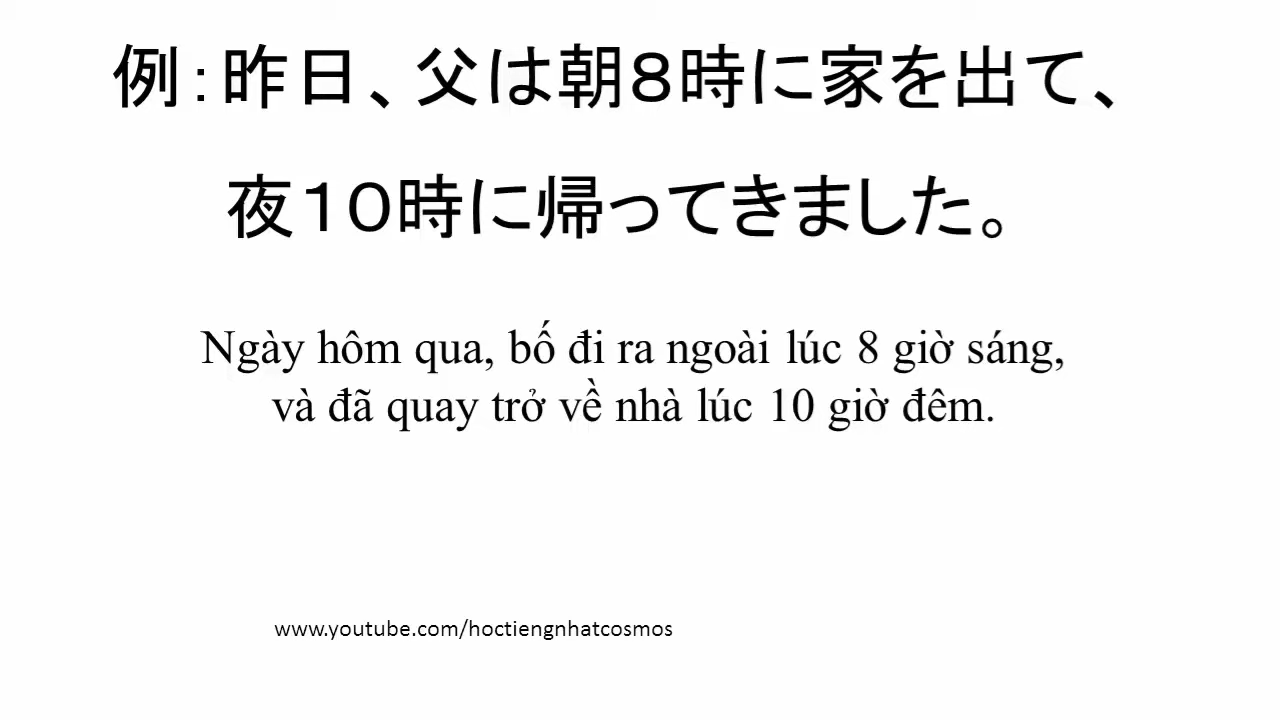 例：昨日、父は朝８時に家を出て、
夜１０時に帰ってきました。
Ngày hôm qua, bố đi ra ngoài lúc 8 giờ sáng,
và đã quay trở về nhà lúc 10 giờ đêm.
www.youtube.com/hoctiengnhatcosmos